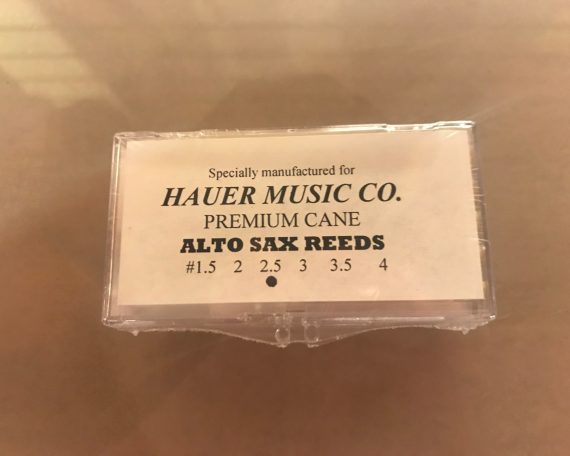 Specially manufactured for
HAUER MUSIC CO.
PREMIUM CANE
ALTO SAX REEDS
#1.5 2 2.5 3 3.5 4